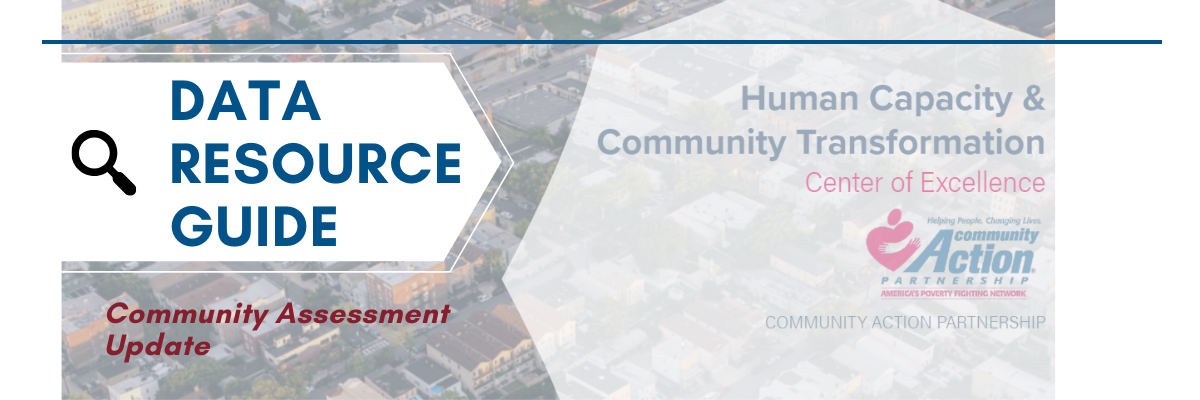 DATA
RESOURCE
GUIDE
Community Assessment
Update
Human Capacity &
Community Transformation
Center of Excellence
Helping People. Changing Lives.
community
Action
PARTNERSHIP
AMERICA'S POVERTY FIGHTING NETWORK
COMMUNITY ACTION PARTNERSHIP